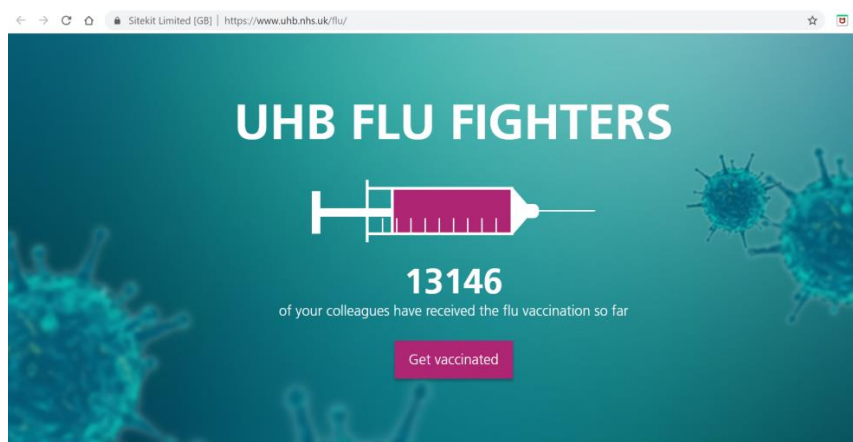 Sitekit Limited [GB] | https://www.uhb.nhs.uk/flu/
UHB FLU FIGHTERS
13146
of your colleagues have received the flu vaccination so far
Get vaccinated